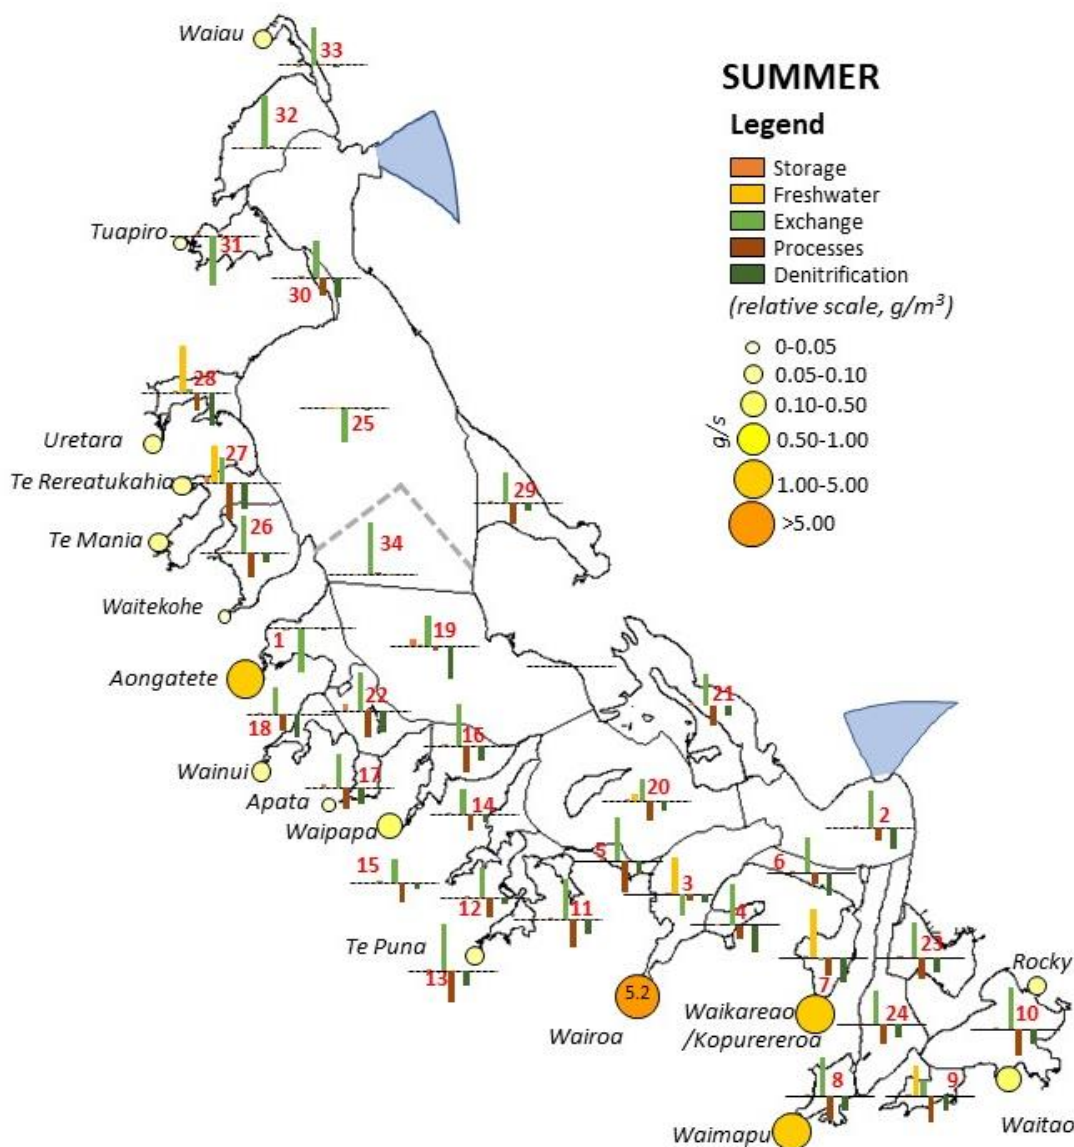 Waiau
33
SUMMER
Legend
32
Storage
Freshwater
Exchange
Processes
Denitrification
(relative scale, g/m³)
Tuapiro
31
30
0-0.05
0.05-0.10
0.10-0.50
0.50-1.00
1.00-5.00
>5.00
g/s
28
25
Uretara
27
Te Rereatukahia
29
26
Te Mania
34
Waitekohe
19
1
Aongatete
22
21
18
16
Wainui
17
20
Apata
14
Waipapa
2
5
6
15
3
12
11
4
Te Puna
23
13
7
Rocky
5.2
Waikareao
/Kopurereroa
Wairoa
24
10
8
9
Waimapu
Waitao